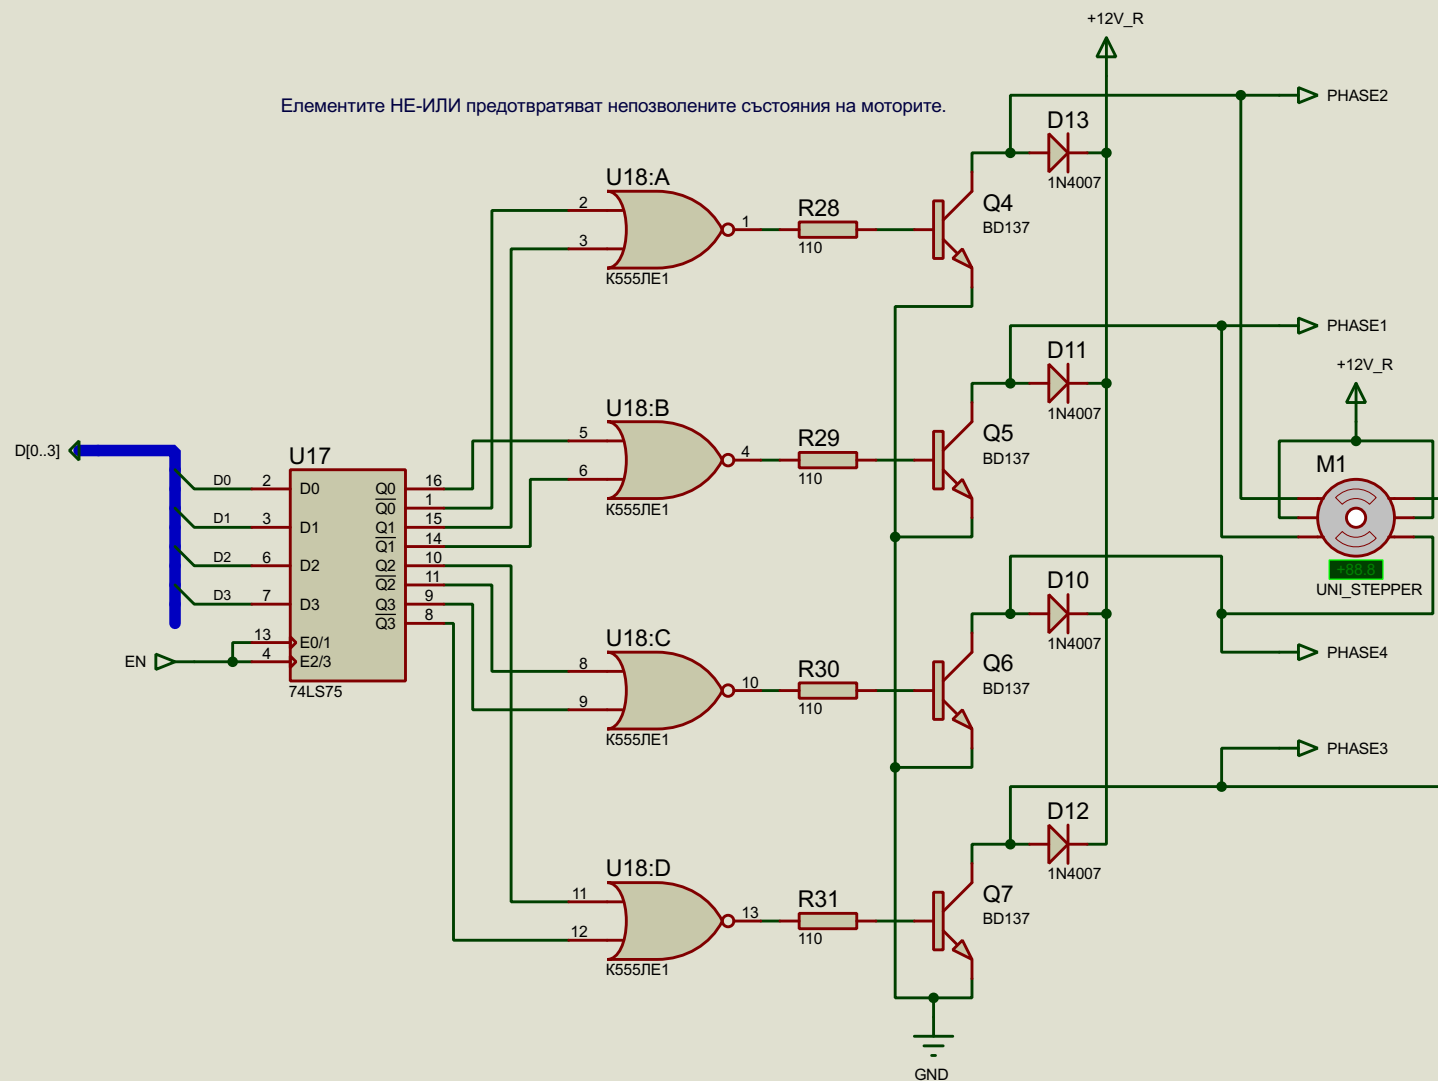 +12V_R
Елементите НЕ-ИЛИ предотвратяват непозволените състояния на моторите.
PHASE2
D13
1N4007
U18:A
2
3
1
К555ЛЕ1
R28
110
Q4
BD137
PHASE1
D11
1N4007
+12V_R
U18:B
5
6
4
К555ЛЕ1
R29
110
Q5
BD137
M1
+88.8
UNI_STEPPER
D[0..3]
D0
D1
D2
D3
2
3
6
7
13
4
EN
U17
D0
D1
D2
D3
E0/1
E2/3
Q0
Q0
Q1
Q1
Q2
Q2
Q3
Q3
16
1
15
14
10
11
9
8
74LS75
D10
1N4007
U18:C
8
9
10
К555ЛЕ1
R30
110
Q6
BD137
PHASE4
PHASE3
D12
1N4007
U18:D
11
12
13
К555ЛЕ1
R31
110
Q7
BD137
GND